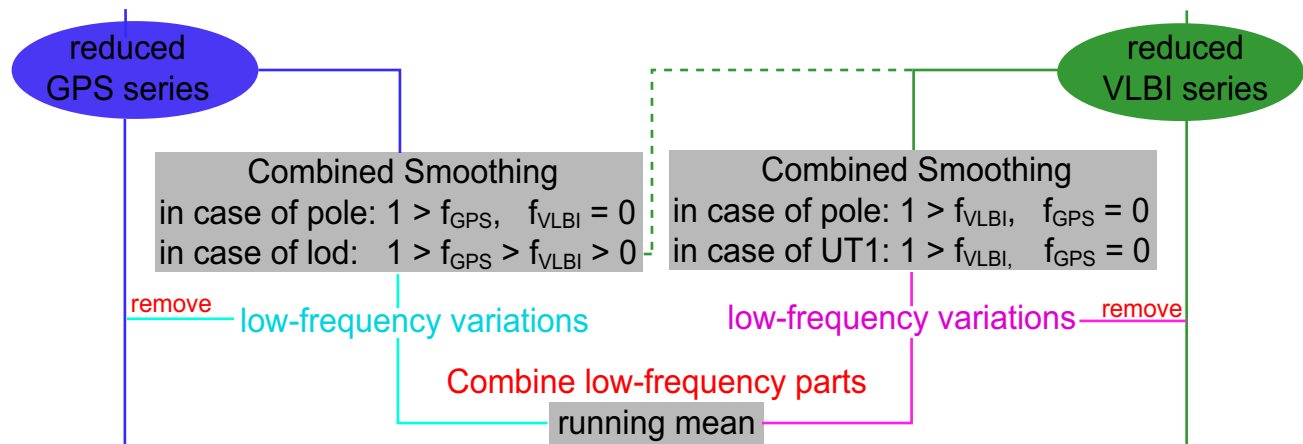 reduced
GPS series
reduced
VLBI series
Combined Smoothing
in case of pole: 1 > fGPS, fVLBI = 0
in case of lod: 1 > fGPS > fVLBI > 0
Combined Smoothing
in case of pole: 1 > fVLBI, fGPS = 0
in case of UT1: 1 > fVLBI, fGPS = 0
remove
low-frequency variations
low-frequency variations
remove
Combine low-frequency parts
running mean